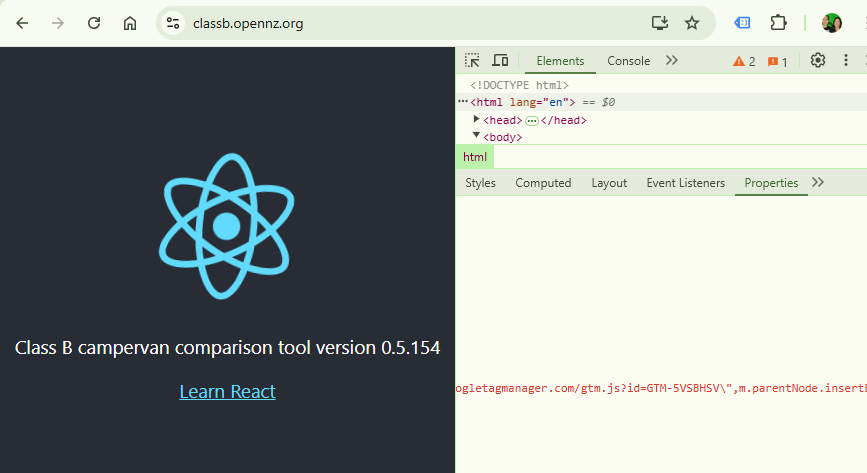 classb.opennz.org
Elements Console 2 1
<!DOCTYPE html>
<html lang="en"> == $0
<head> </head>
<body>
html
Styles Computed Layout Event Listeners Properties
ogletagmanager.com/gtm.js?id=GTM-5VSBHSV\",m.parentNode.insert
Class B campervan comparison tool version 0.5.154
Learn React